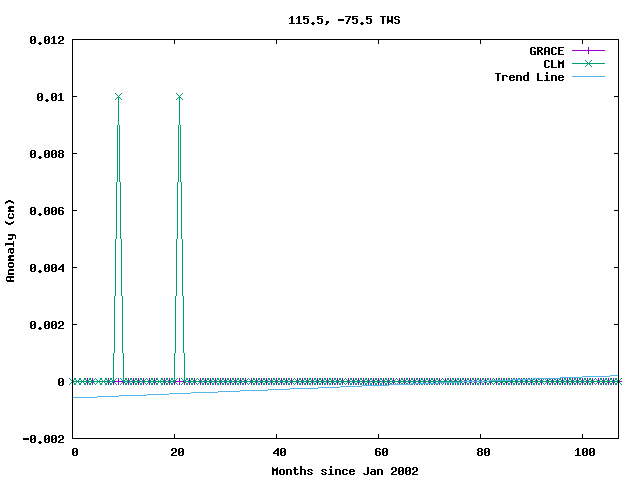 115.5, -75.5 TWS
0.012
0.01
0.008
0.006
0.004
0.002
0
-0.002
Anomaly (cm)
GRACE
CLM
Trend Line
0 20 40 60 80 100
Months since Jan 2002